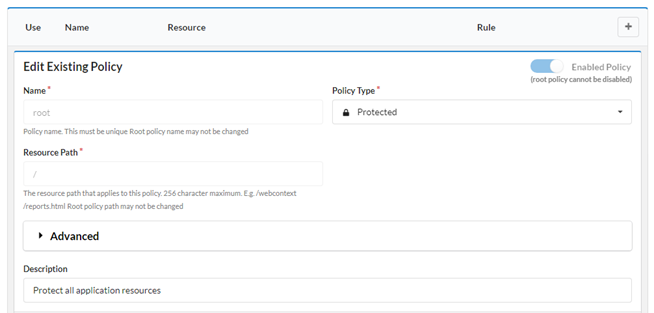 Use Name Resource Rule +
Edit Existing Policy
Enabled Policy
(root policy cannot be disabled)
Name *
Policy Type *
root
Protected
Policy name. This must be unique Root policy name may not be changed
Resource Path *
/
The resource path that applies to this policy. 256 character maximum. E.g. /webcontext
/reports.html Root policy path may not be changed
Advanced
Description
Protect all application resources